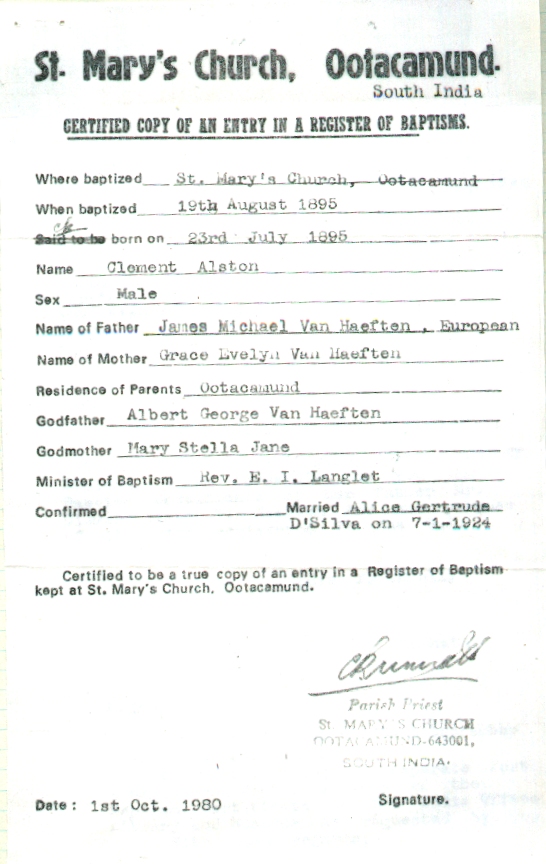 St. Mary's Church, Ootacamund.
South India
CERTIFIED COPY OF AN ENTRY IN A REGISTER OF BAPTISMS.
Where baptized St. Mary's Church, Ootacamund
When baptized 19th August 1895
Said to be born on 23rd July 1895
Name Clement Alston
Sex Male
Name of Father James Michael Van Haeften , European
Name of Mother Grace Evelyn Van Haeften
Residence of Parents Ootacamund
Godfather Albert George Van Haeften
Godmother Mary Stella Jane
Minister of Baptism Rev. E. I. Langlet
Confirmed Married Alice Gertrude
D'Silva on 7-1-1924
Certified to be a true copy of an entry in a Register of Baptism
kept at St. Mary's Church, Ootacamund.
Parish Priest
St. MARY'S CHURCH
OOTACAMUND-643001,
SOUTH INDIA.
Date : 1st Oct. 1980 Signature.